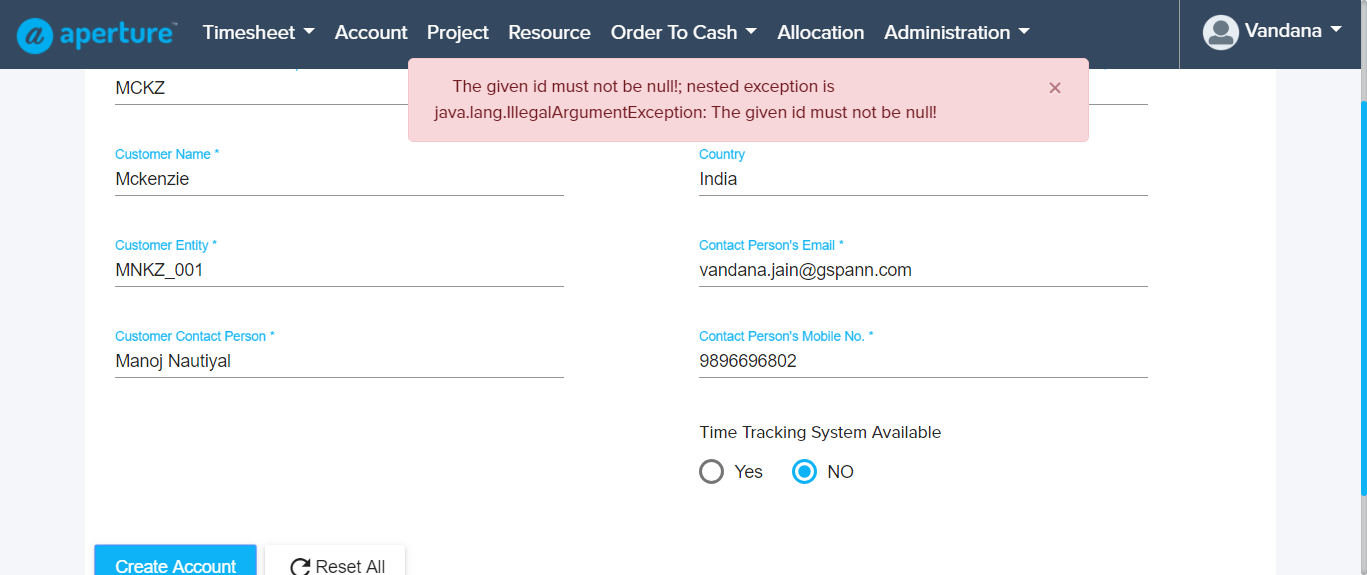 aperture™ Timesheet Account Project Resource Order To Cash Allocation Administration Vandana
The given id must not be null!; nested exception is
java.lang.IllegalArgumentException: The given id must not be null!
×
MCKZ
Customer Name * Country
Mckenzie India
Customer Entity * Contact Person's Email *
MNKZ_001 vandana.jain@gspann.com
Customer Contact Person * Contact Person's Mobile No. *
Manoj Nautiyal 9896696802
Time Tracking System Available
Yes NO
Create Account Reset All